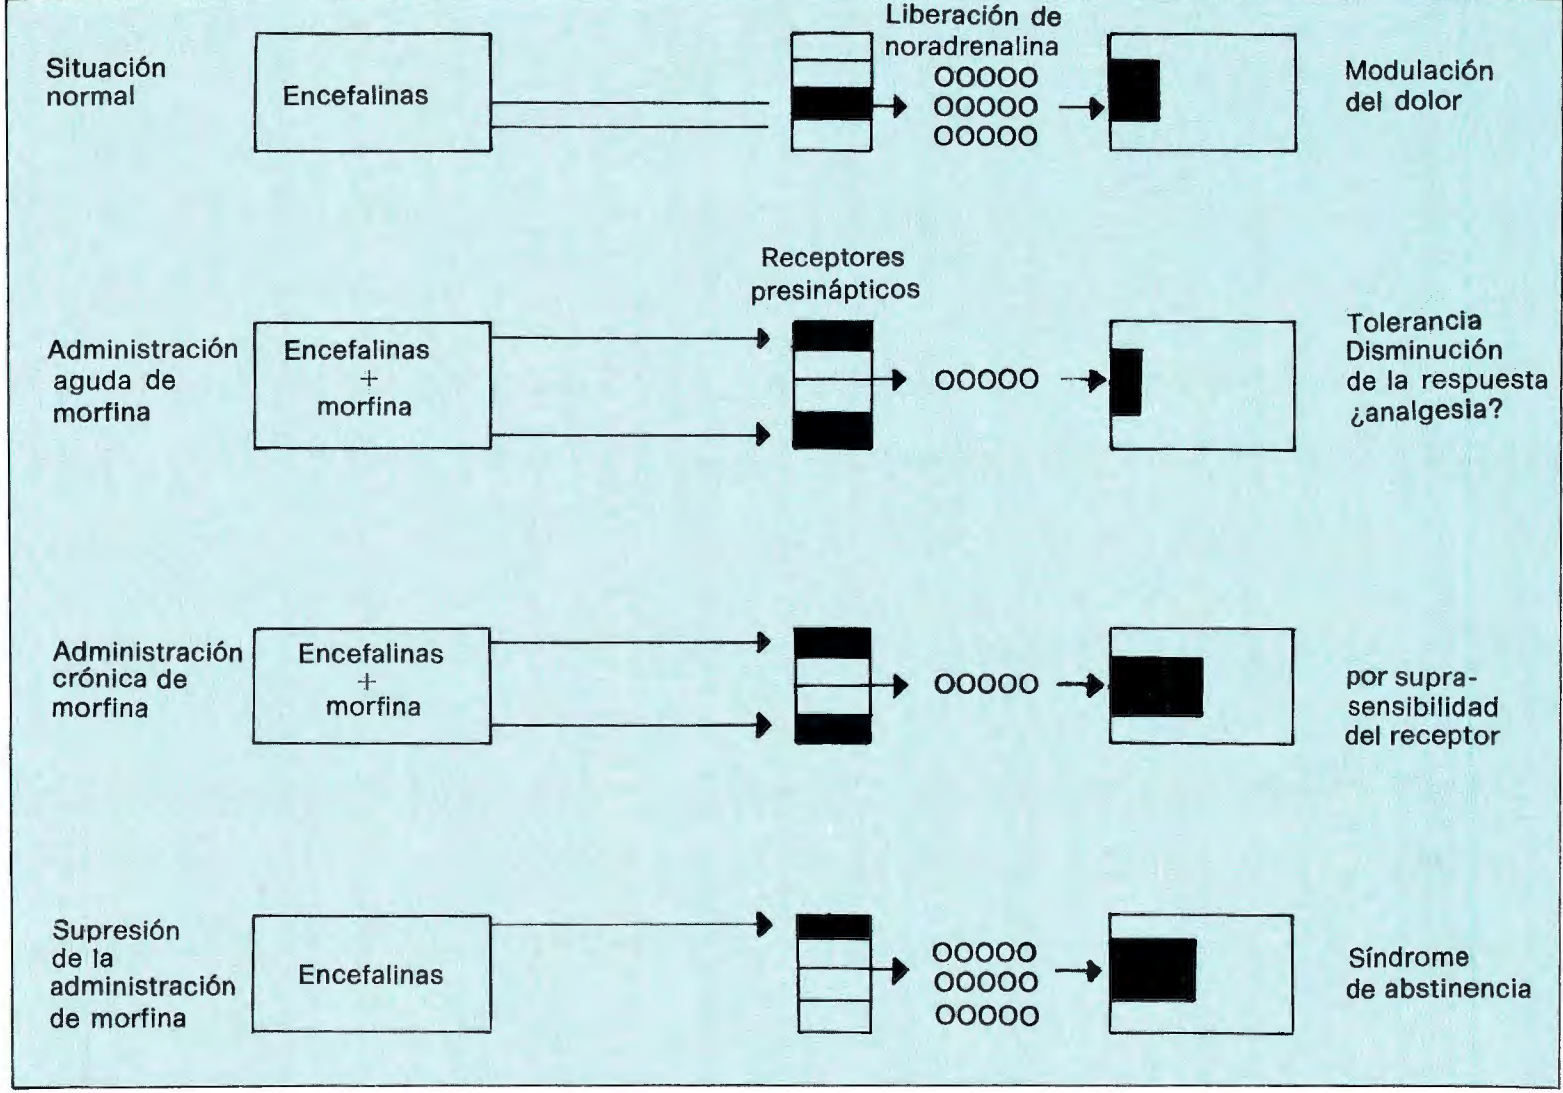 Situación
normal
Encefalinas
Liberación de
noradrenalina
OOOOO
OOOOO
OOOOO
Modulación
del dolor
Administración
aguda de
morfina
Encefalinas
+
morfina
Receptores
presinápticos
OOOOO
Tolerancia
Disminución
de la respuesta
¿analgesia?
Administración
crónica de
morfina
Encefalinas
+
morfina
OOOOO
por supra-
sensibilidad
del receptor
Supresión
de la
administración
de morfina
Encefalinas
OOOOO
OOOOO
OOOOO
Síndrome
de abstinencia